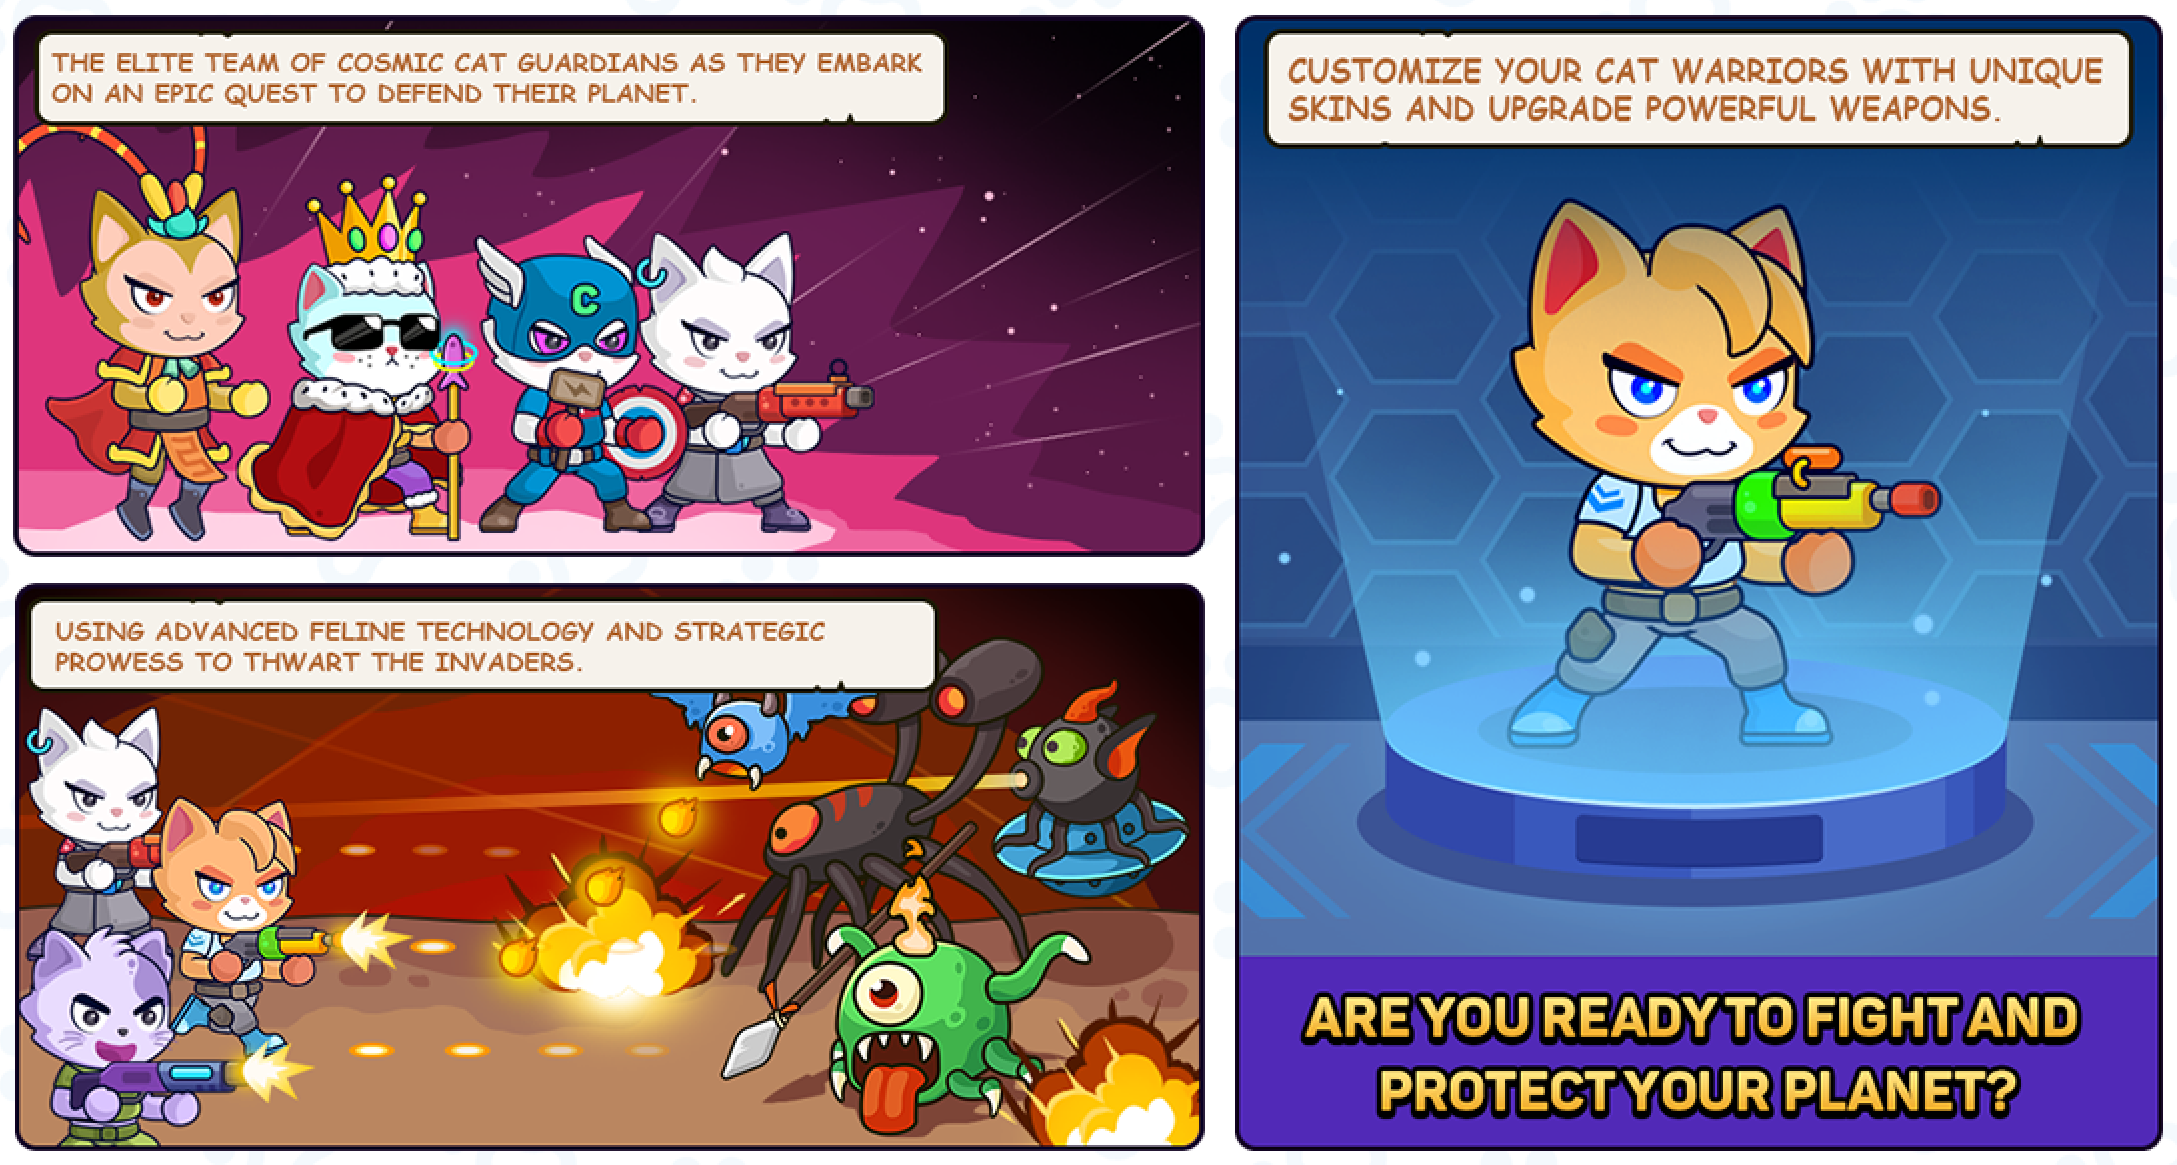 THE ELITE TEAM OF COSMIC CAT GUARDIANS AS THEY EMBARK
ON AN EPIC QUEST TO DEFEND THEIR PLANET.
C
USING ADVANCED FELINE TECHNOLOGY AND STRATEGIC
PROWESS TO THWART THE INVADERS.
CUSTOMIZE YOUR CAT WARRIORS WITH UNIQUE
SKINS AND UPGRADE POWERFUL WEAPONS.
ARE YOU READY TO FIGHT AND
PROTECT YOUR PLANET?